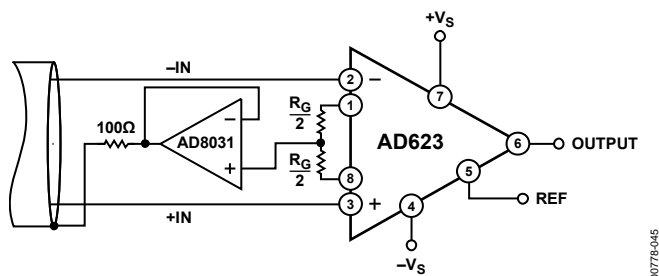 +VS
–IN
2
–
7
1
RG
2
100Ω
–
AD8031
+
AD623
6
OUTPUT
RG
2
8
5
REF
3
+
4
+IN
–VS
00778-045